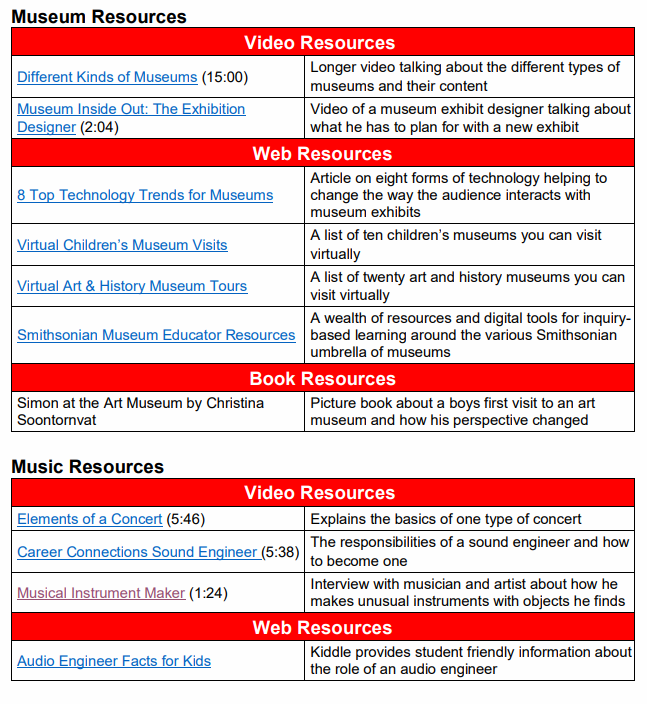 Museum Resources
Video Resources
Different Kinds of Museums (15:00)
Longer video talking about the different types of
museums and their content
Museum Inside Out: The Exhibition
Designer (2:04)
Video of a museum exhibit designer talking about
what he has to plan for with a new exhibit
Web Resources
8 Top Technology Trends for Museums
Article on eight forms of technology helping to
change the way the audience interacts with
museum exhibits
Virtual Children’s Museum Visits
A list of ten children’s museums you can visit
virtually
Virtual Art & History Museum Tours
A list of twenty art and history museums you can
visit virtually
Smithsonian Museum Educator Resources
A wealth of resources and digital tools for inquiry-
based learning around the various Smithsonian
umbrella of museums
Book Resources
Simon at the Art Museum by Christina
Soontornvat
Picture book about a boys first visit to an art
museum and how his perspective changed
Music Resources
Video Resources
Elements of a Concert (5:46)
Explains the basics of one type of concert
Career Connections Sound Engineer (5:38)
The responsibilities of a sound engineer and how
to become one
Musical Instrument Maker (1:24)
Interview with musician and artist about how he
makes unusual instruments with objects he finds
Web Resources
Audio Engineer Facts for Kids
Kiddle provides student friendly information about
the role of an audio engineer